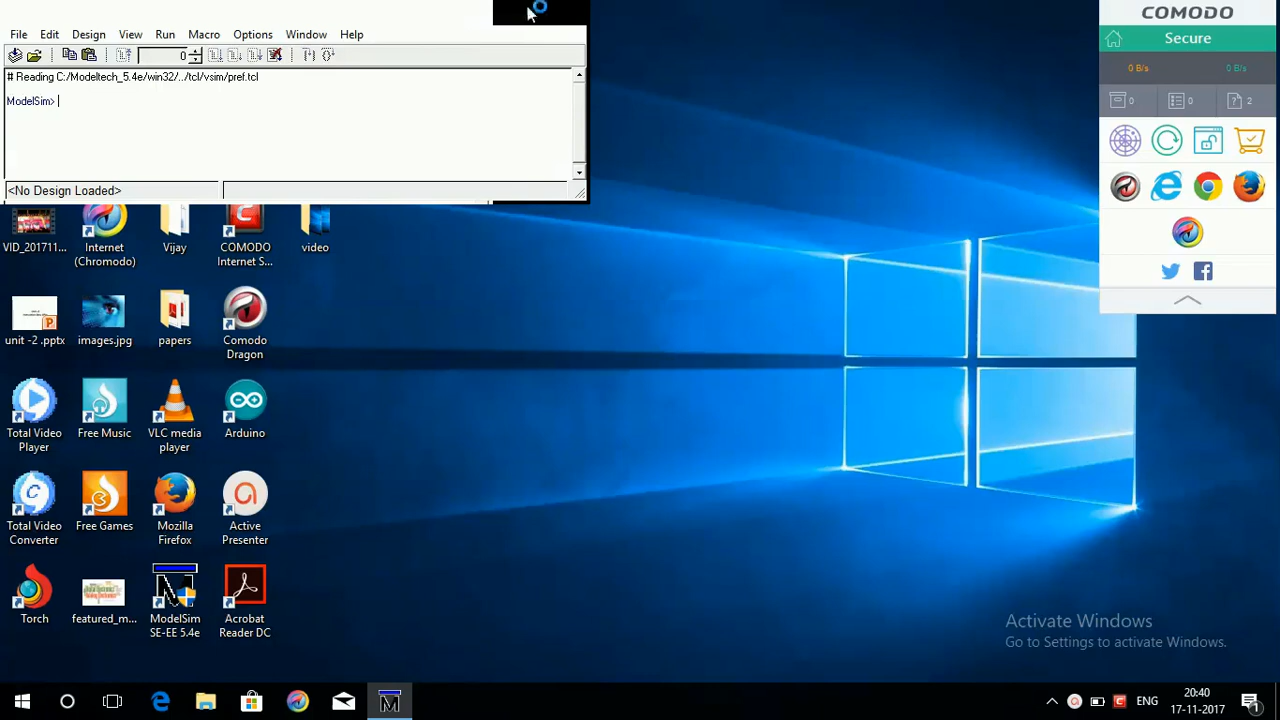 File Edit Design View Run Macro Options Window Help
0
# Reading C:/Modeltech_5.4e/win32/../tcl/vsim/pref.tcl
ModelSim>
<No Design Loaded>
COMODO
Secure
0 B/s 0 B/s
0 0 2
VID_201711...
Internet (Chromodo)
Vijay
COMODO Internet S...
video
unit -2 .pptx
images.jpg
papers
Comodo Dragon
Total Video Player
Free Music
VLC media player
Arduino
Total Video Converter
Free Games
Mozilla Firefox
Active Presenter
Torch
featured_m...
ModelSim SE-EE 5.4e
Acrobat Reader DC
Activate Windows
Go to Settings to activate Windows.
ENG
20:40
17-11-2017
1